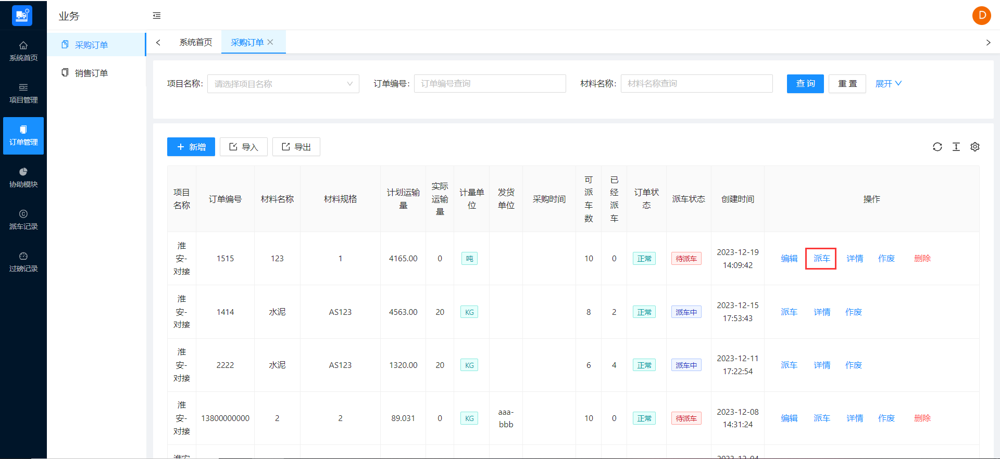 业务
D
系统首页
项目管理
订单管理
协助模块
派车记录
过磅记录
采购订单
销售订单
系统首页
采购订单
项目名称:
请选择项目名称
订单编号:
订单编号查询
材料名称:
材料名称查询
查 询
重 置
展开
新增
导入
导出
项目
名称
订单编号
材料名称
材料规格
计划运输
量
实际
运输
量
计量单
位
发货
单位
采购时间
可
派
车
数
已
经
派
车
订单状
态
派车状态
创建时间
操作
淮
安-
对接
1515
123
1
4165.00
0
吨
10
0
正常
待派车
2023-12-19
14:09:42
编辑
派车
详情
作废
删除
淮
安-
对接
1414
水泥
AS123
4563.00
20
KG
8
2
正常
派车中
2023-12-15
17:53:43
派车
详情
作废
淮
安-
对接
2222
水泥
AS123
1320.00
20
KG
6
4
正常
派车中
2023-12-11
17:22:54
派车
详情
作废
淮
安-
对接
13800000000
2
2
89.031
0
KG
aaa-
bbb
10
0
正常
待派车
2023-12-08
14:31:24
编辑
派车
详情
作废
删除
淮安
2023-12-04